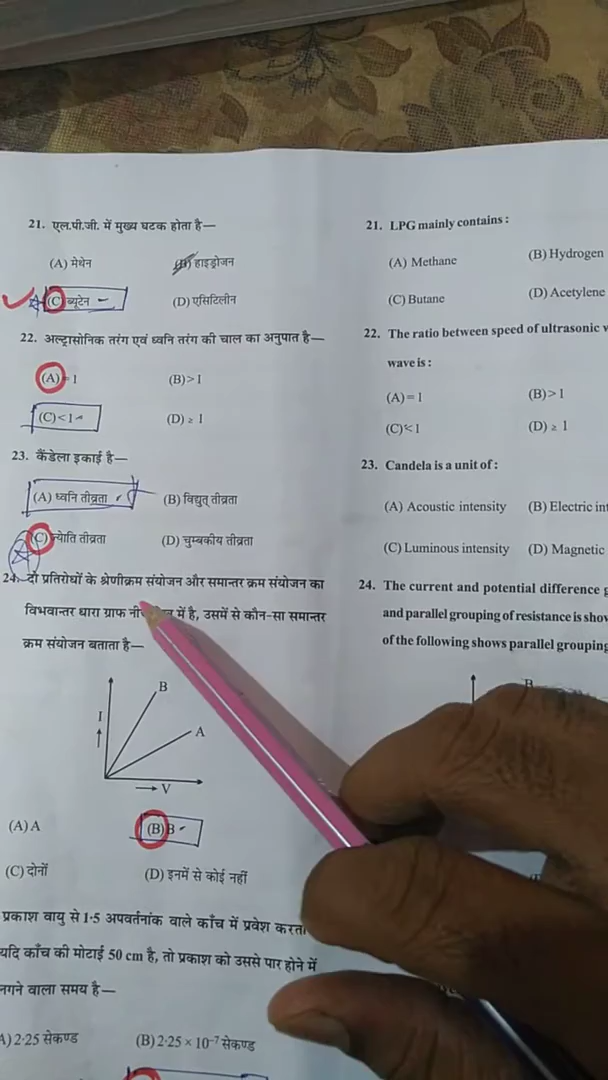 21. एल.पी.जी. में मुख्य घटक होता है—
(A) मेथेन
(B) हाइड्रोजन
(C) ब्यूटेन
(D) एसिटिलीन
22. अल्ट्रासोनिक तरंग एवं ध्वनि तरंग की चाल का अनुपात है—
(A) = 1
(B) > 1
(C) < 1
(D) ≥ 1
23. कैंडेला इकाई है—
(A) ध्वनि तीव्रता
(B) विद्युत् तीव्रता
(C) ज्योति तीव्रता
(D) चुम्बकीय तीव्रता
24. दो प्रतिरोधों के श्रेणीक्रम संयोजन और समान्तर क्रम संयोजन का
विभवान्तर धारा ग्राफ में है, उसमें से कौन-सा समान्तर
क्रम संयोजन बताता है—
B
I
A
V
(A) A
(B) B
(C) दोनों
(D) इनमें से कोई नहीं
प्रकाश वायु से 1·5 अपवर्तनांक वाले काँच में प्रवेश
यदि काँच की मोटाई 50 cm है, तो प्रकाश को उससे पार होने में
लगने वाला समय है—
A) 2·25 सेकण्ड
(B) 2·25 × 10⁻⁷ सेकण्ड
21. LPG mainly contains :
(A) Methane
(B) Hydrogen
(C) Butane
(D) Acetylene
22. The ratio between speed of ultrasonic
wave is :
(A) = 1
(B) > 1
(C) < 1
(D) ≥ 1
23. Candela is a unit of :
(A) Acoustic intensity
(B) Electric
(C) Luminous intensity
(D) Magnetic
24. The current and potential difference
and parallel grouping of resistance is
of the following shows parallel grouping
B